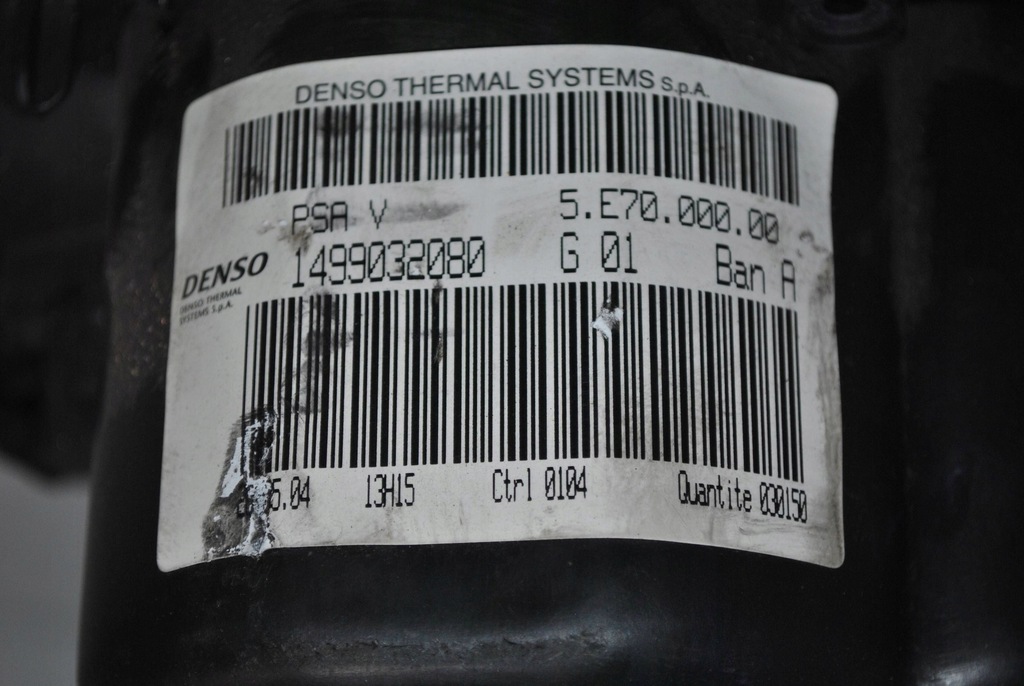 DENSO THERMAL SYSTEMS S.p.A.
PSA V 5.E70.000.00
1499032080 G 01 Ban A
DENSO
DENSO THERMAL
SYSTEMS S.p.A.
13H15 Ctrl 0104 Quantite 030150